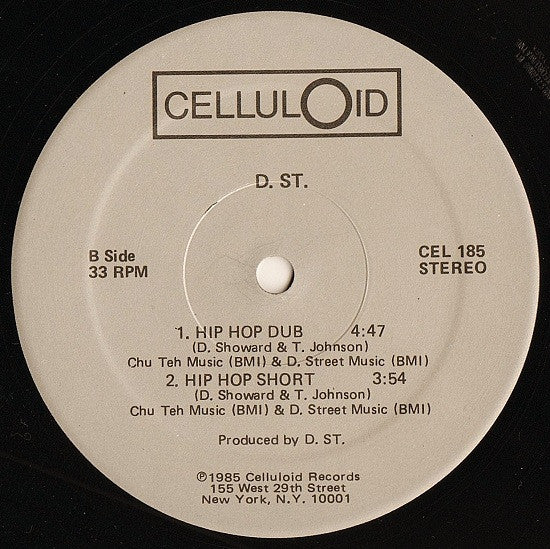 CELLULOID
D. ST.
B Side
33 RPM
CEL 185
STEREO
1. HIP HOP DUB 4:47
(D. Showard & T. Johnson)
Chu Teh Music (BMI) & D. Street Music (BMI)
2. HIP HOP SHORT 3:54
(D. Showard & T. Johnson)
Chu Teh Music (BMI) & D. Street Music (BMI)
Produced by D. ST.
℗1985 Celluloid Records
155 West 29th Street
New York, N.Y. 10001